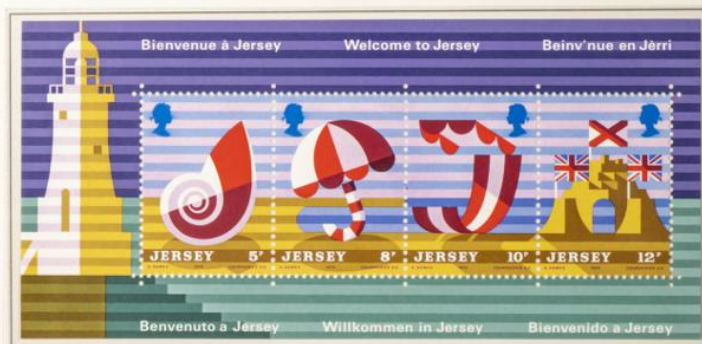 Bienvenue à Jersey Welcome to Jersey Beinv'nue en Jèrri
JERSEY 5P JERSEY 8P JERSEY 10P JERSEY 12P
Benvenuto a Jersey Willkommen in Jersey Bienvenido a Jersey